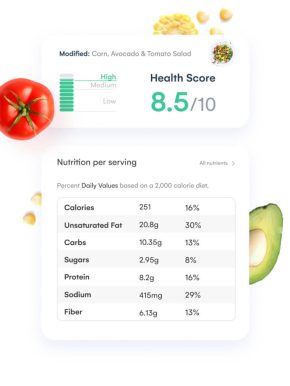 Modified: Corn, Avocado & Tomato Salad
High
Medium
Low
Health Score
8.5/10
Nutrition per serving
All nutrients >
Percent Daily Values based on a 2,000 calorie diet.
Calories 251 16%
Unsaturated Fat 20.8g 30%
Carbs 10.35g 13%
Sugars 2.95g 8%
Protein 8.2g 16%
Sodium 415mg 29%
Fiber 6.13g 13%